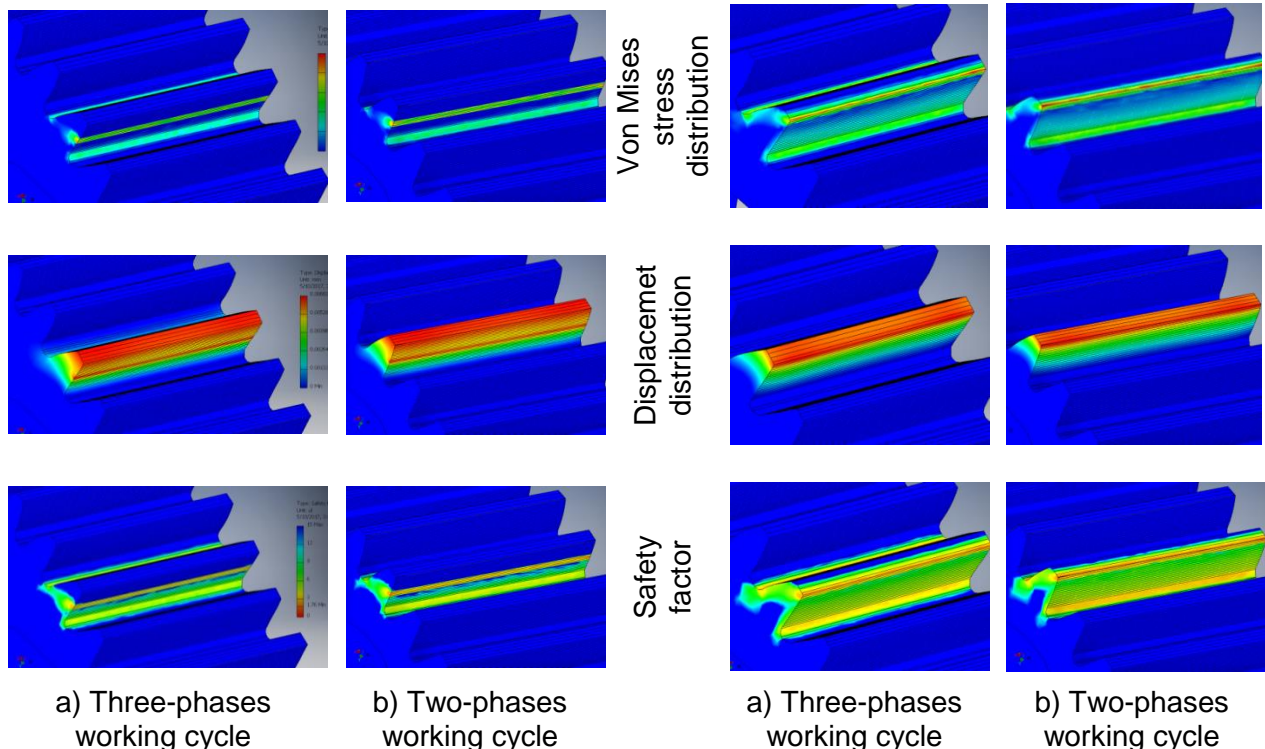 Von Mises
stress
distribution
Displacemet
distribution
Safety
factor
a) Three-phases
working cycle
b) Two-phases
working cycle
a) Three-phases
working cycle
b) Two-phases
working cycle